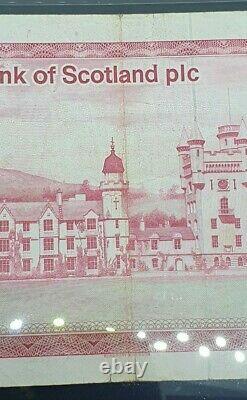 nk of Scotland plc